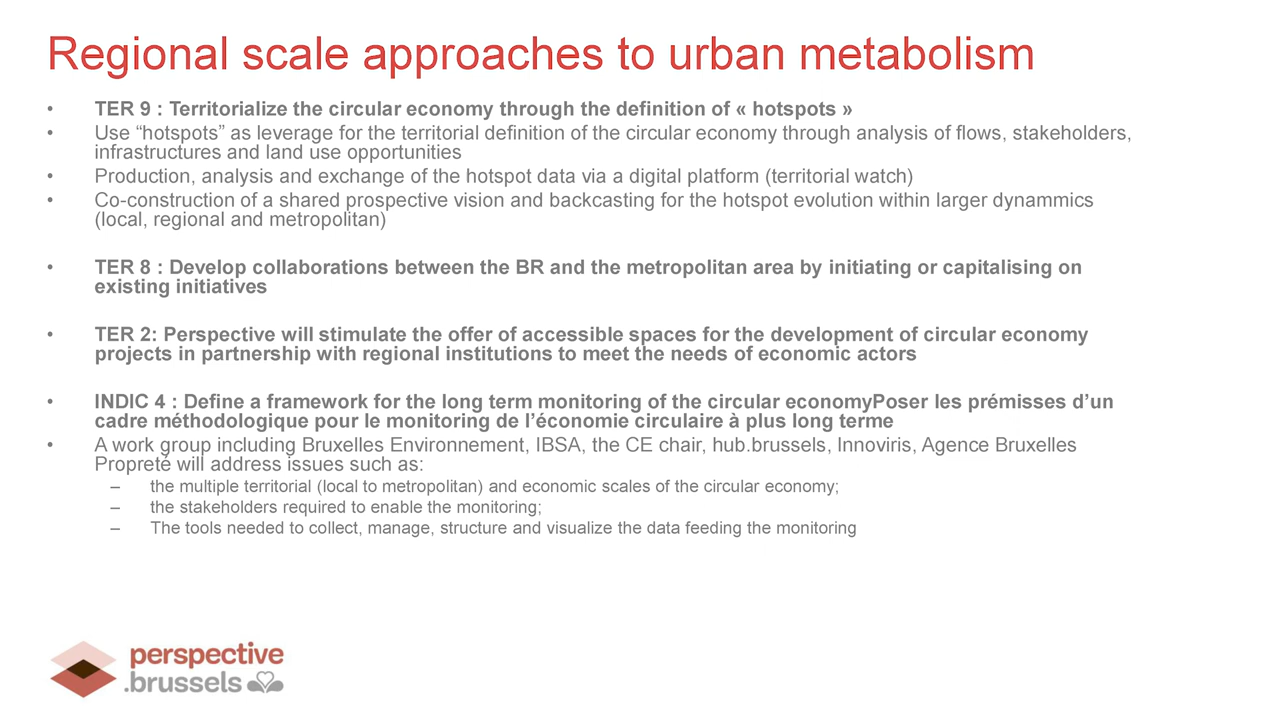 Regional scale approaches to urban metabolism
• TER 9 : Territorialize the circular economy through the definition of « hotspots »
• Use “hotspots” as leverage for the territorial definition of the circular economy through analysis of flows, stakeholders,
infrastructures and land use opportunities
• Production, analysis and exchange of the hotspot data via a digital platform (territorial watch)
• Co-construction of a shared prospective vision and backcasting for the hotspot evolution within larger dynammics
(local, regional and metropolitan)
• TER 8 : Develop collaborations between the BR and the metropolitan area by initiating or capitalising on
existing initiatives
• TER 2: Perspective will stimulate the offer of accessible spaces for the development of circular economy
projects in partnership with regional institutions to meet the needs of economic actors
• INDIC 4 : Define a framework for the long term monitoring of the circular economyPoser les prémisses d’un
cadre méthodologique pour le monitoring de l’économie circulaire à plus long terme
• A work group including Bruxelles Environnement, IBSA, the CE chair, hub.brussels, Innoviris, Agence Bruxelles
Propreté will address issues such as:
– the multiple territorial (local to metropolitan) and economic scales of the circular economy;
– the stakeholders required to enable the monitoring;
– The tools needed to collect, manage, structure and visualize the data feeding the monitoring
perspective
.brussels